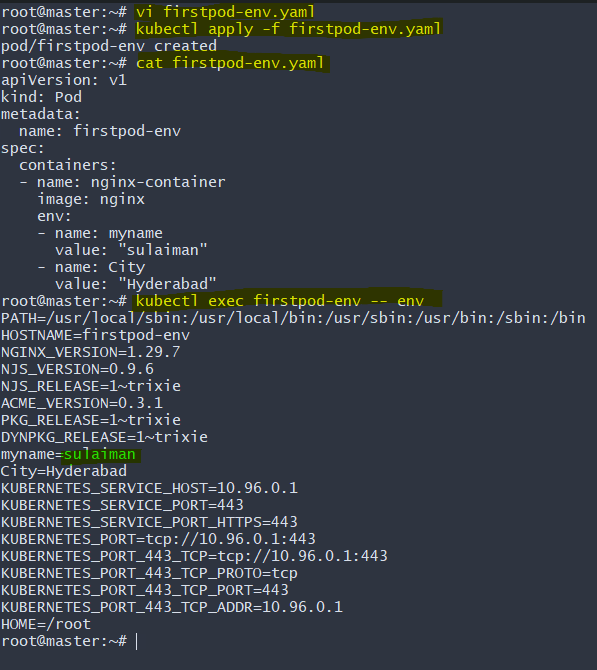 root@master:~# vi firstpod-env.yaml
root@master:~# kubectl apply -f firstpod-env.yaml
pod/firstpod-env created
root@master:~# cat firstpod-env.yaml
apiVersion: v1
kind: Pod
metadata:
  name: firstpod-env
spec:
  containers:
  - name: nginx-container
    image: nginx
    env:
    - name: myname
      value: "sulaiman"
    - name: City
      value: "Hyderabad"
root@master:~# kubectl exec firstpod-env -- env
PATH=/usr/local/sbin:/usr/local/bin:/usr/sbin:/usr/bin:/sbin:/bin
HOSTNAME=firstpod-env
NGINX_VERSION=1.29.7
NJS_VERSION=0.9.6
NJS_RELEASE=1~trixie
ACME_VERSION=0.3.1
PKG_RELEASE=1~trixie
DYNPKG_RELEASE=1~trixie
myname=sulaiman
City=Hyderabad
KUBERNETES_SERVICE_HOST=10.96.0.1
KUBERNETES_SERVICE_PORT=443
KUBERNETES_SERVICE_PORT_HTTPS=443
KUBERNETES_PORT=tcp://10.96.0.1:443
KUBERNETES_PORT_443_TCP=tcp://10.96.0.1:443
KUBERNETES_PORT_443_TCP_PROTO=tcp
KUBERNETES_PORT_443_TCP_PORT=443
KUBERNETES_PORT_443_TCP_ADDR=10.96.0.1
HOME=/root
root@master:~#